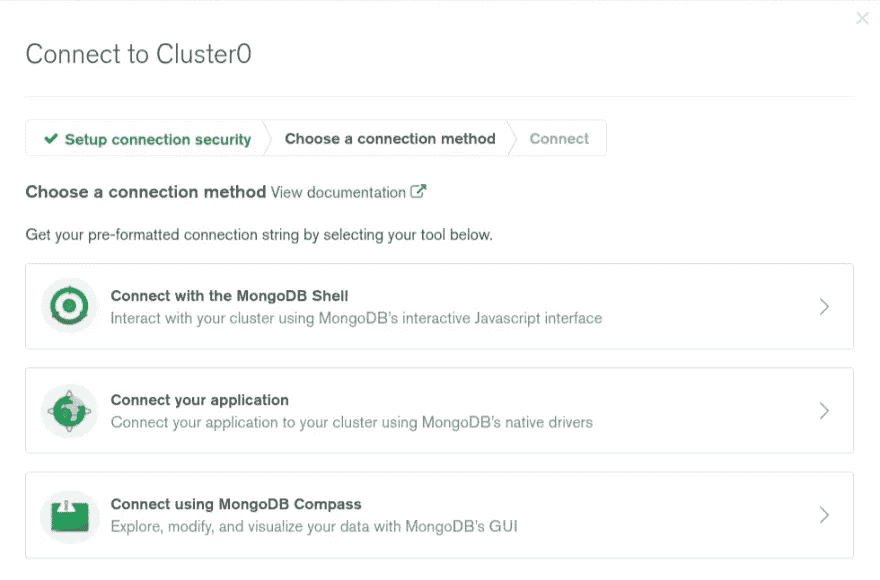 Connect to Cluster0
Setup connection security
Choose a connection method
Connect
Choose a connection method View documentation
Get your pre-formatted connection string by selecting your tool below.
Connect with the MongoDB Shell
Interact with your cluster using MongoDB's interactive Javascript interface
Connect your application
Connect your application to your cluster using MongoDB's native drivers
Connect using MongoDB Compass
Explore, modify, and visualize your data with MongoDB's GUI